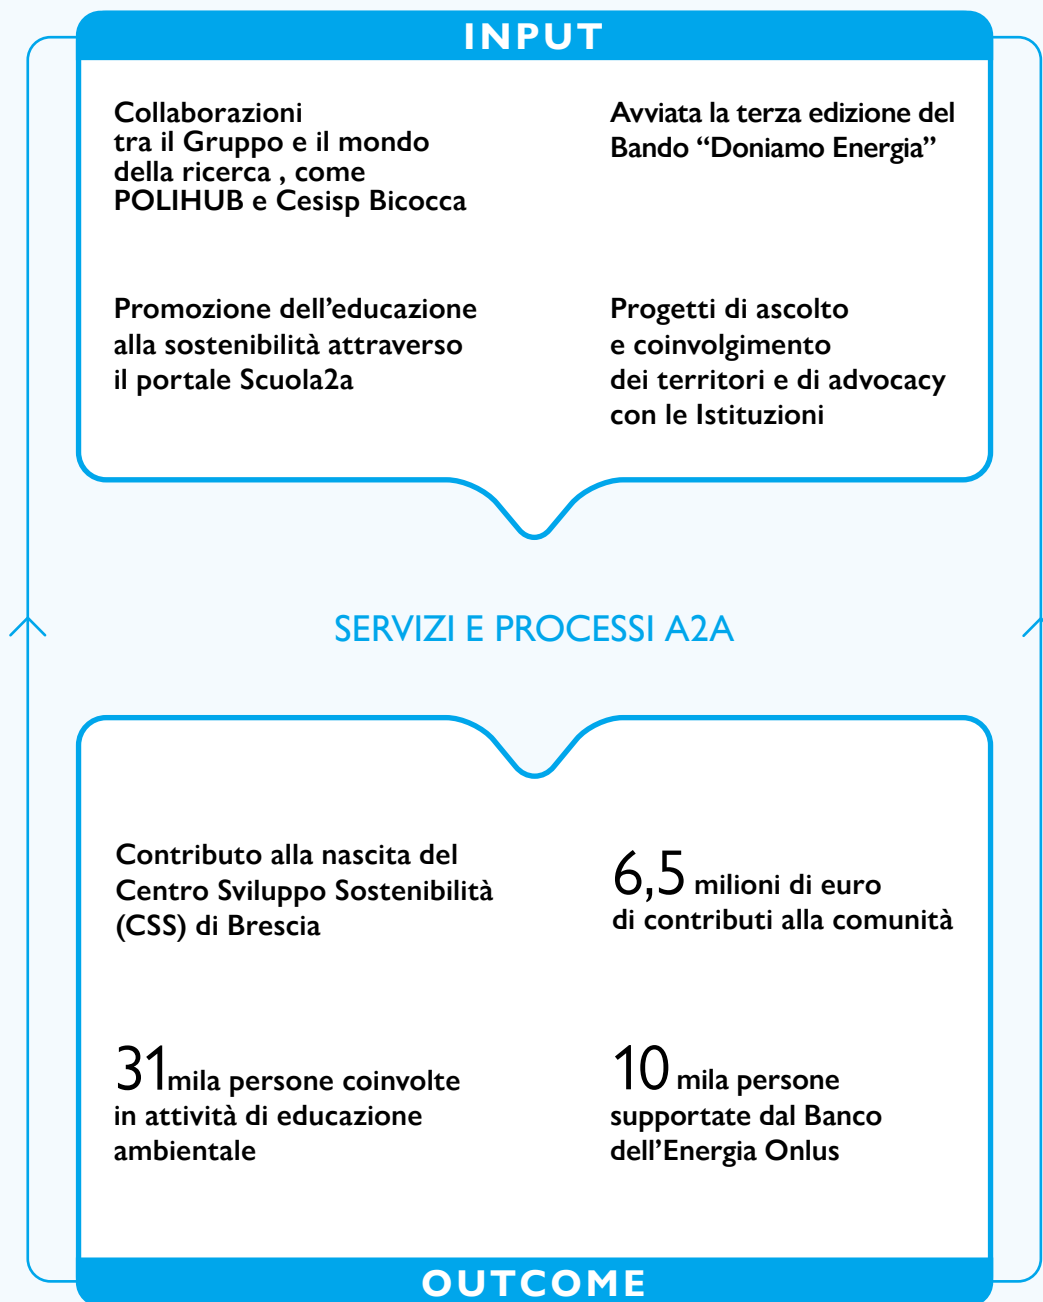 INPUT
Collaborazioni
tra il Gruppo e il mondo
della ricerca , come
POLIHUB e Cesisp Bicocca
Avviata la terza edizione del
Bando “Doniamo Energia”
Promozione dell’educazione
alla sostenibilità attraverso
il portale Scuola2a
Progetti di ascolto
e coinvolgimento
dei territori e di advocacy
con le Istituzioni
SERVIZI E PROCESSI A2A
Contributo alla nascita del
Centro Sviluppo Sostenibilità
(CSS) di Brescia
6,5 milioni di euro
di contributi alla comunità
31mila persone coinvolte
in attività di educazione
ambientale
10 mila persone
supportate dal Banco
dell’Energia Onlus
OUTCOME